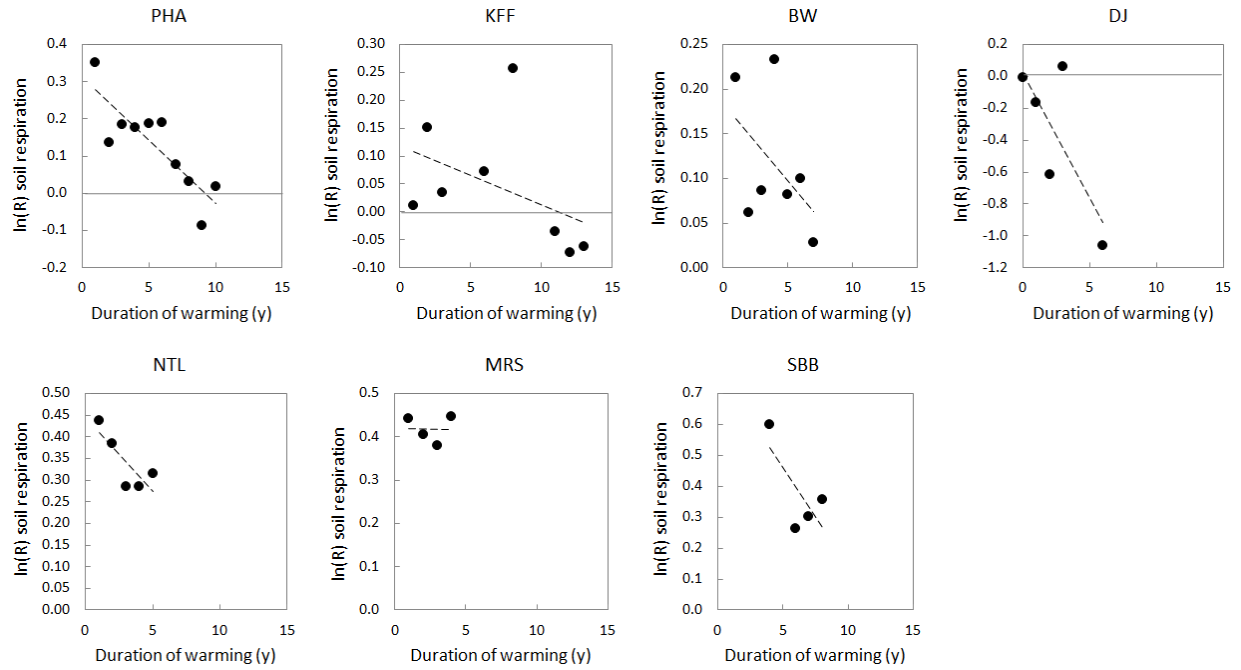 PHA
ln(R) soil respiration
0.4
0.3
0.2
0.1
0.0
-0.1
-0.2
0 5 10 15
Duration of warming (y)
KFF
ln(R) soil respiration
0.30
0.25
0.20
0.15
0.10
0.05
0.00
-0.05
-0.10
0 5 10 15
Duration of warming (y)
BW
ln(R) soil respiration
0.25
0.20
0.15
0.10
0.05
0.00
0 5 10 15
Duration of warming (y)
DJ
ln(R) soil respiration
0.2
0.0
-0.2
-0.4
-0.6
-0.8
-1.0
-1.2
0 5 10 15
Duration of warming (y)
NTL
ln(R) soil respiration
0.50
0.45
0.40
0.35
0.30
0.25
0.20
0.15
0.10
0.05
0.00
0 5 10 15
Duration of warming (y)
MRS
ln(R) soil respiration
0.5
0.4
0.3
0.2
0.1
0.0
0 5 10 15
Duration of warming (y)
SBB
ln(R) soil respiration
0.7
0.6
0.5
0.4
0.3
0.2
0.1
0.0
0 5 10 15
Duration of warming (y)